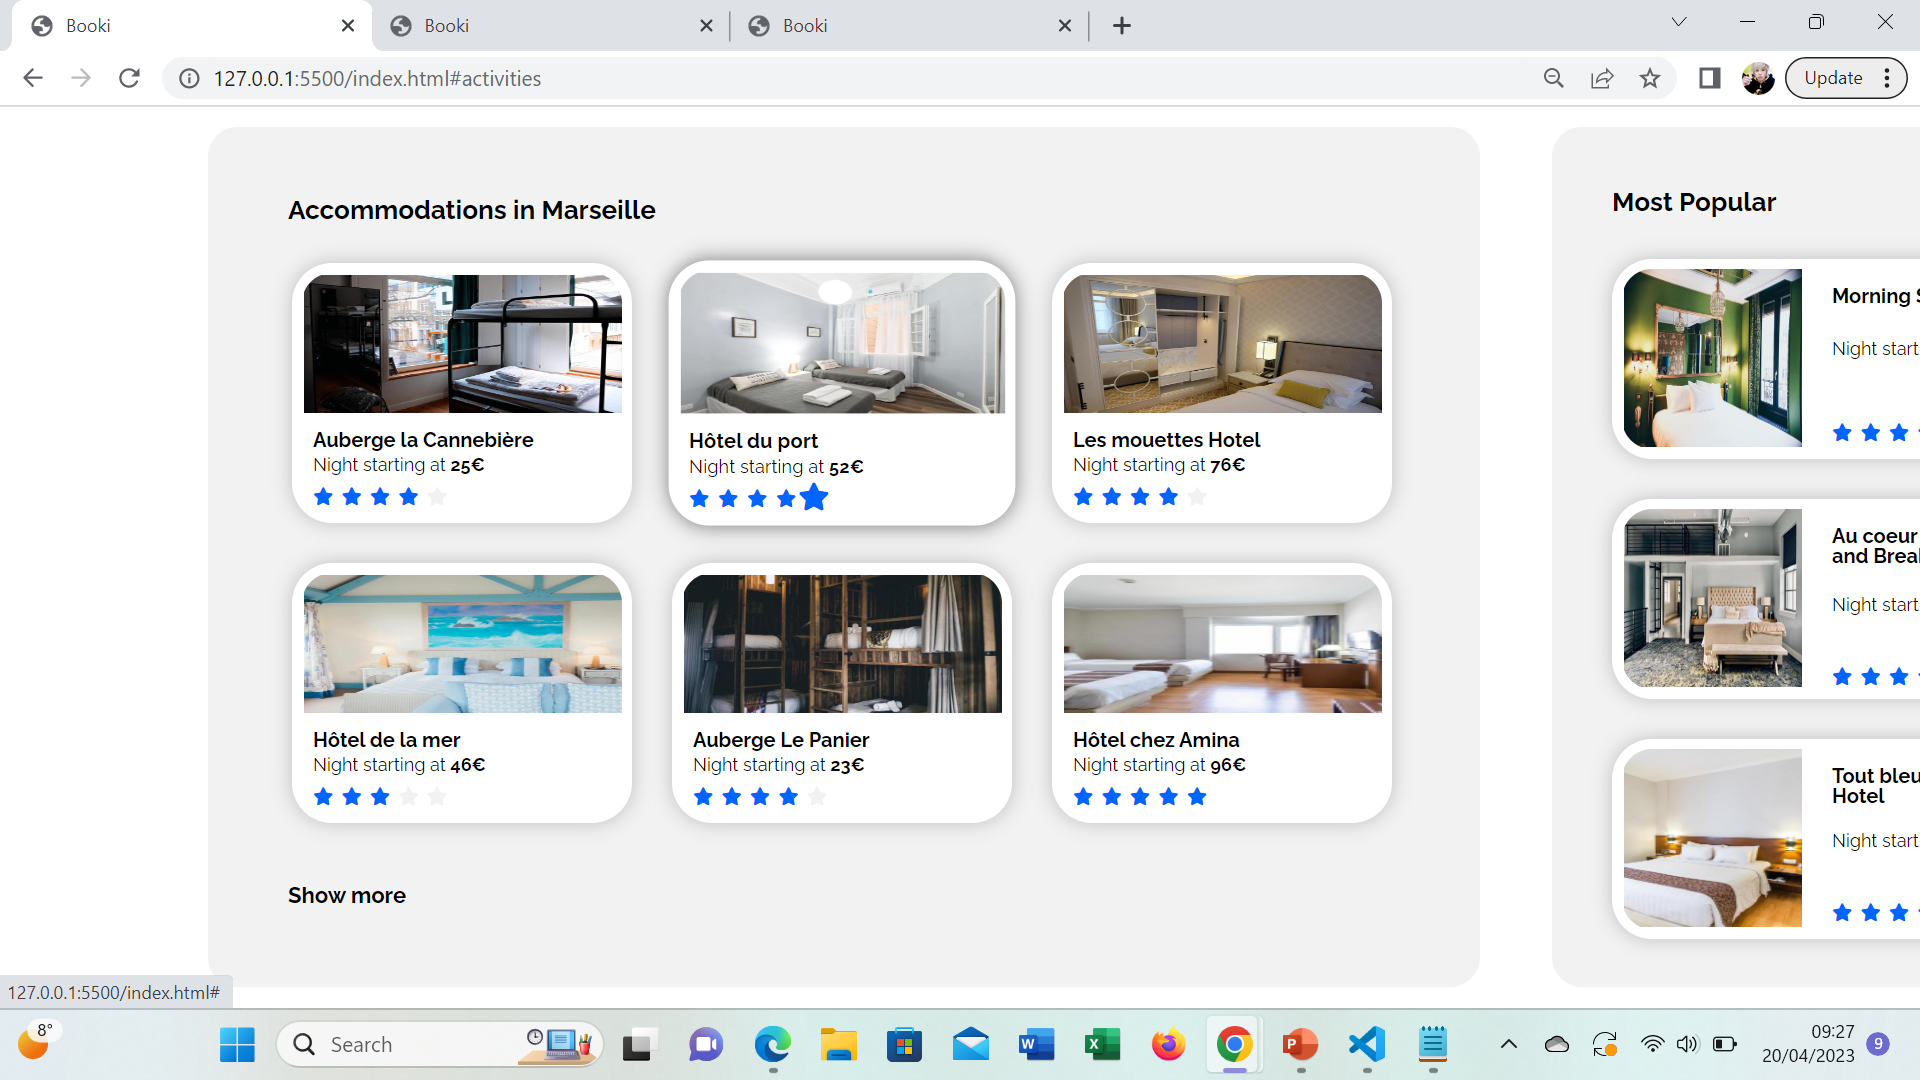 Booki
Booki
Booki
127.0.0.1:5500/index.html#activities
Update
Accommodations in Marseille
Auberge la Cannebière
Night starting at 25€
Hôtel du port
Night starting at 52€
Les mouettes Hotel
Night starting at 76€
Hôtel de la mer
Night starting at 46€
Auberge Le Panier
Night starting at 23€
Hôtel chez Amina
Night starting at 96€
Show more
Most Popular
Morning S
Night start
Au coeur
and Brea
Night start
Tout bleu
Hotel
Night start
127.0.0.1:5500/index.html#
8°
Search
09:27
20/04/2023
9